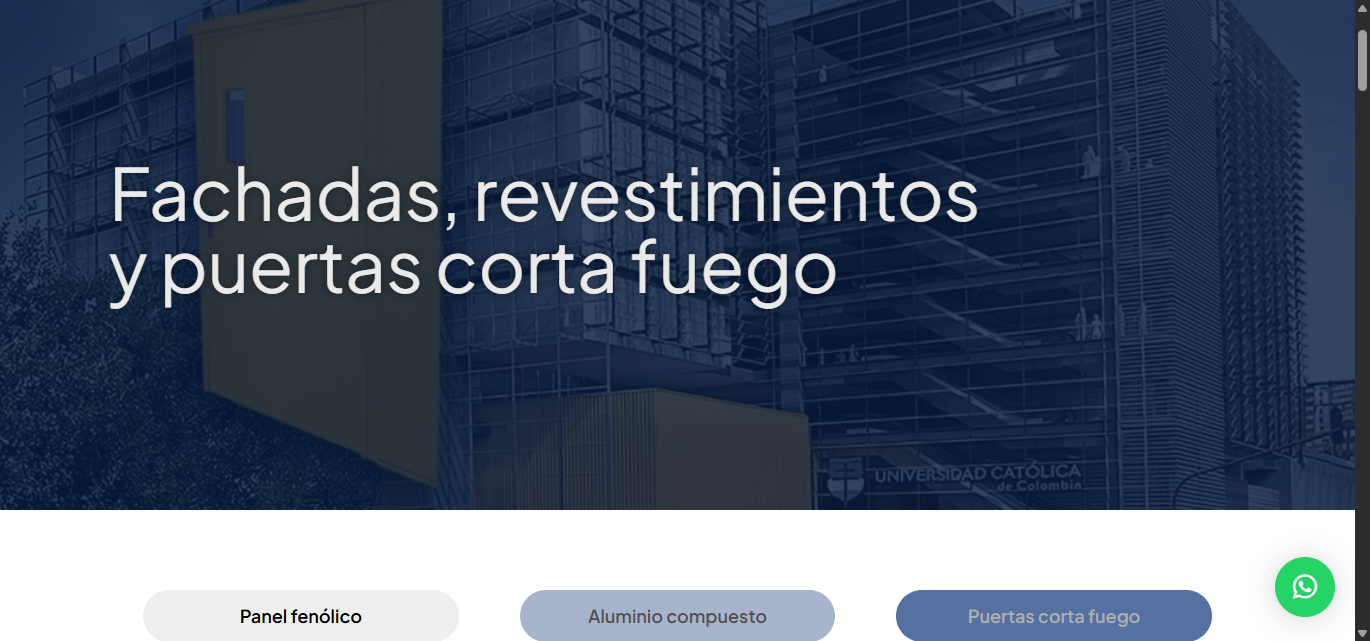 Fachadas, revestimientos
y puertas corta fuego
UNIVERSIDAD CATÓLICA
de Colombia
Panel fenólico
Aluminio compuesto
Puertas corta fuego